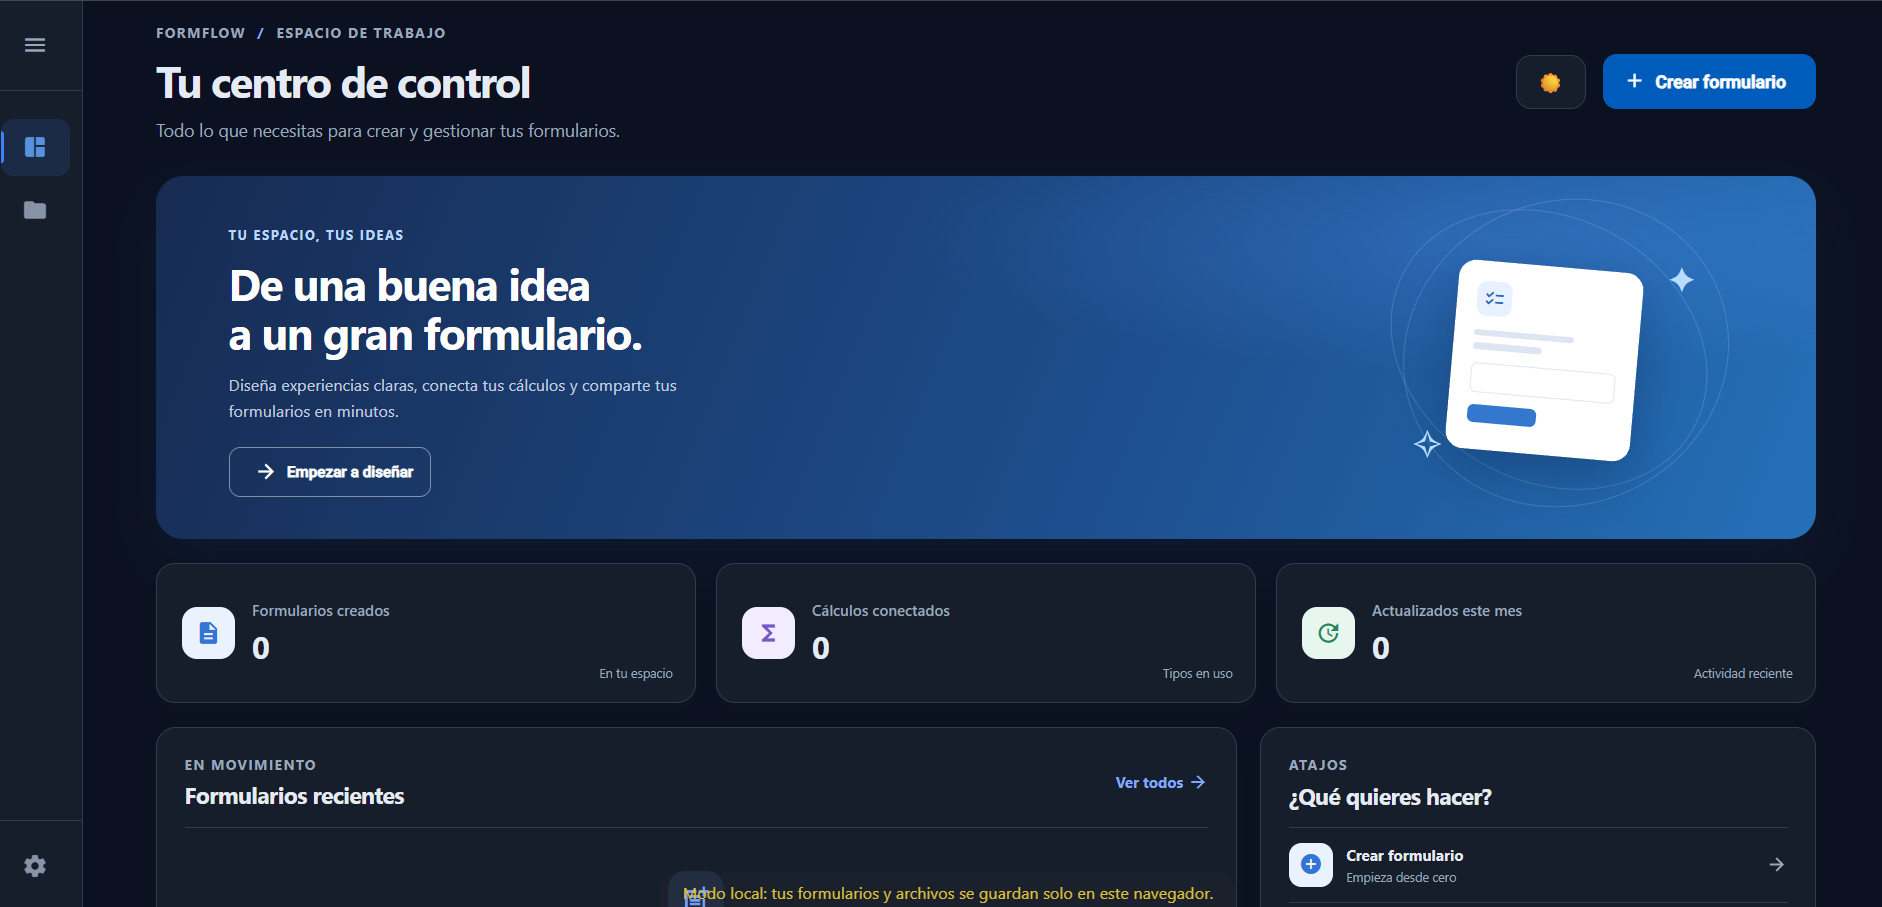 FORMFLOW / ESPACIO DE TRABAJO
Tu centro de control
Todo lo que necesitas para crear y gestionar tus formularios.
+ Crear formulario
TU ESPACIO, TUS IDEAS
De una buena idea
a un gran formulario.
Diseña experiencias claras, conecta tus cálculos y comparte tus
formularios en minutos.
Empezar a diseñar
Formularios creados
0
En tu espacio
Cálculos conectados
0
Tipos en uso
Actualizados este mes
0
Actividad reciente
EN MOVIMIENTO
Formularios recientes
Ver todos
ATAJOS
¿Qué quieres hacer?
Crear formulario
Empieza desde cero
Modo local: tus formularios y archivos se guardan solo en este navegador.